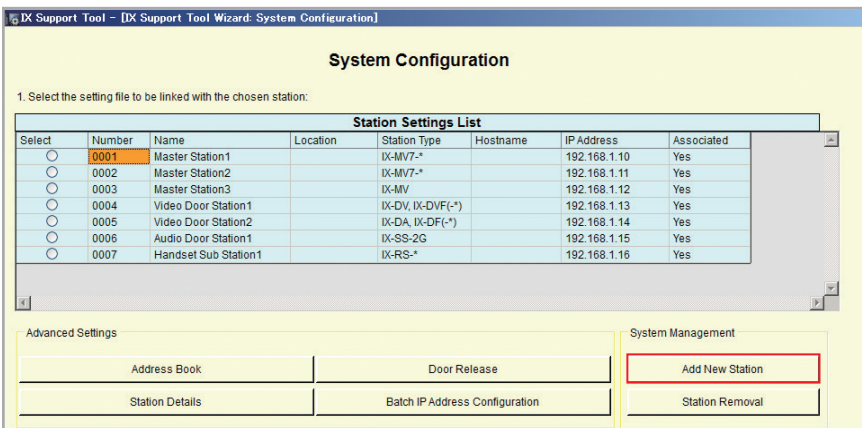 IX Support Tool - [IX Support Tool Wizard: System Configuration]
System Configuration
1. Select the setting file to be linked with the chosen station:
Station Settings List
Select Number Name Location Station Type Hostname IP Address Associated
0001 Master Station1 IX-MV7-* 192.168.1.10 Yes
0002 Master Station2 IX-MV7-* 192.168.1.11 Yes
0003 Master Station3 IX-MV 192.168.1.12 Yes
0004 Video Door Station1 IX-DV, IX-DVF(-*) 192.168.1.13 Yes
0005 Video Door Station2 IX-DA, IX-DF(-*) 192.168.1.14 Yes
0006 Audio Door Station1 IX-SS-2G 192.168.1.15 Yes
0007 Handset Sub Station1 IX-RS-* 192.168.1.16 Yes
Advanced Settings System Management
Address Book Door Release Add New Station
Station Details Batch IP Address Configuration Station Removal